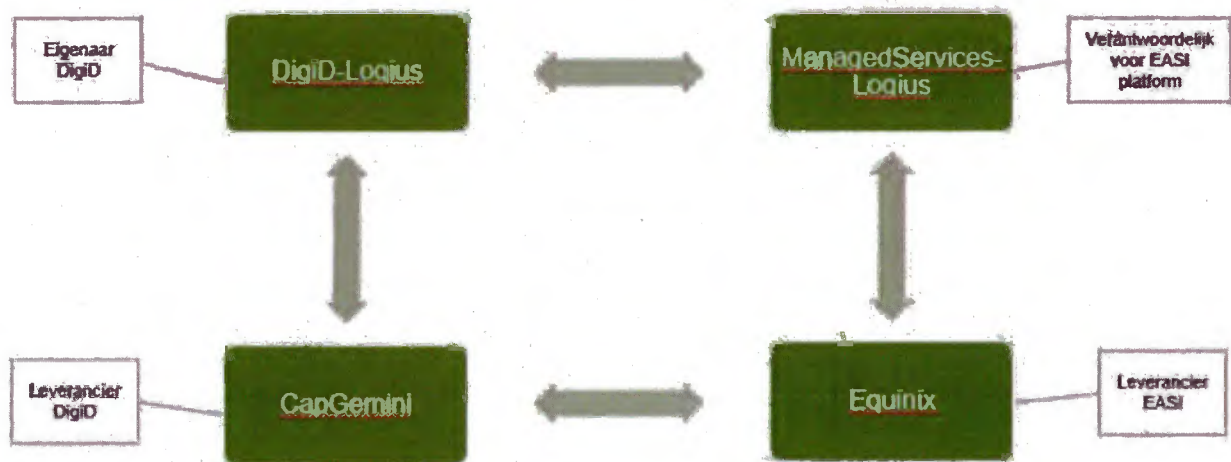 Eigenaar
DigiD
DigiD-Logius
ManagedServices-
Logius
Verantwoordelijk
voor EASI
platform
Leverancier
DigiD
CapGemini
Equinix
Leverancier
EASI